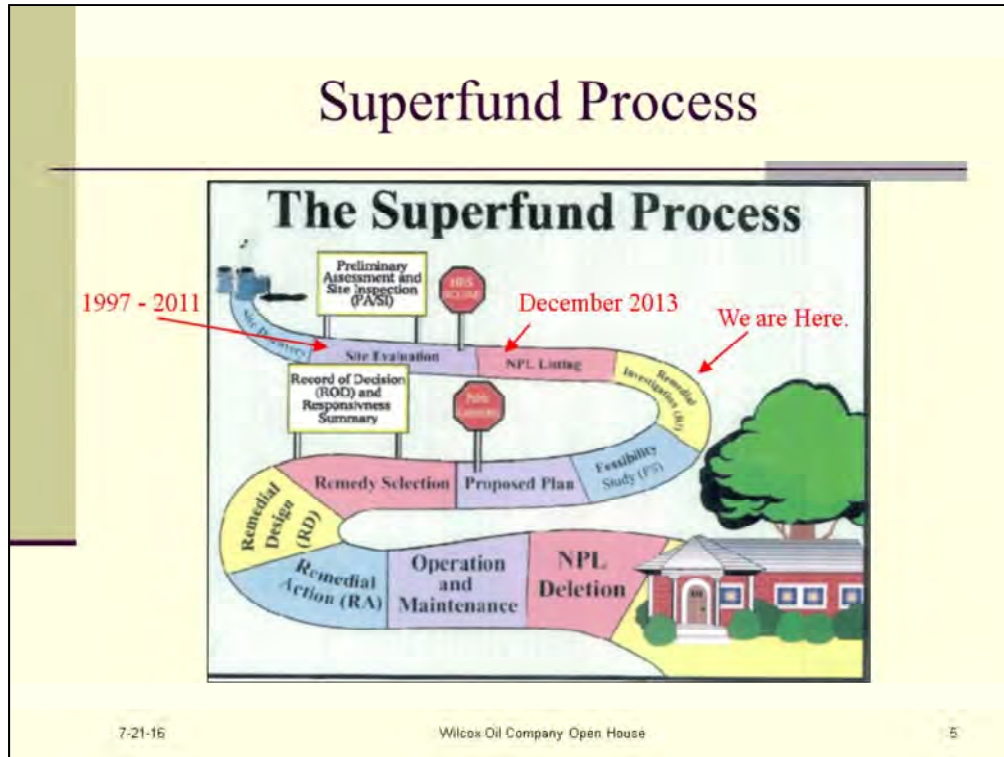 Superfund Process
The Superfund Process
Preliminary
Assessment and
Site Inspection
(PA/SI)
1997 - 2011
December 2013
We are Here.
Site Discovery
Site Evaluation
NPL Listing
Remedial
Investigation (RI)
Record of Decision
(ROD) and
Responsivness
Summary
Feasibility
Study (FS)
Remedy Selection
Proposed Plan
Remedial
Design
(RD)
Remedial
Action (RA)
Operation
and
Maintenance
NPL
Deletion
7-21-16
Wilcox Oil Company Open House
5